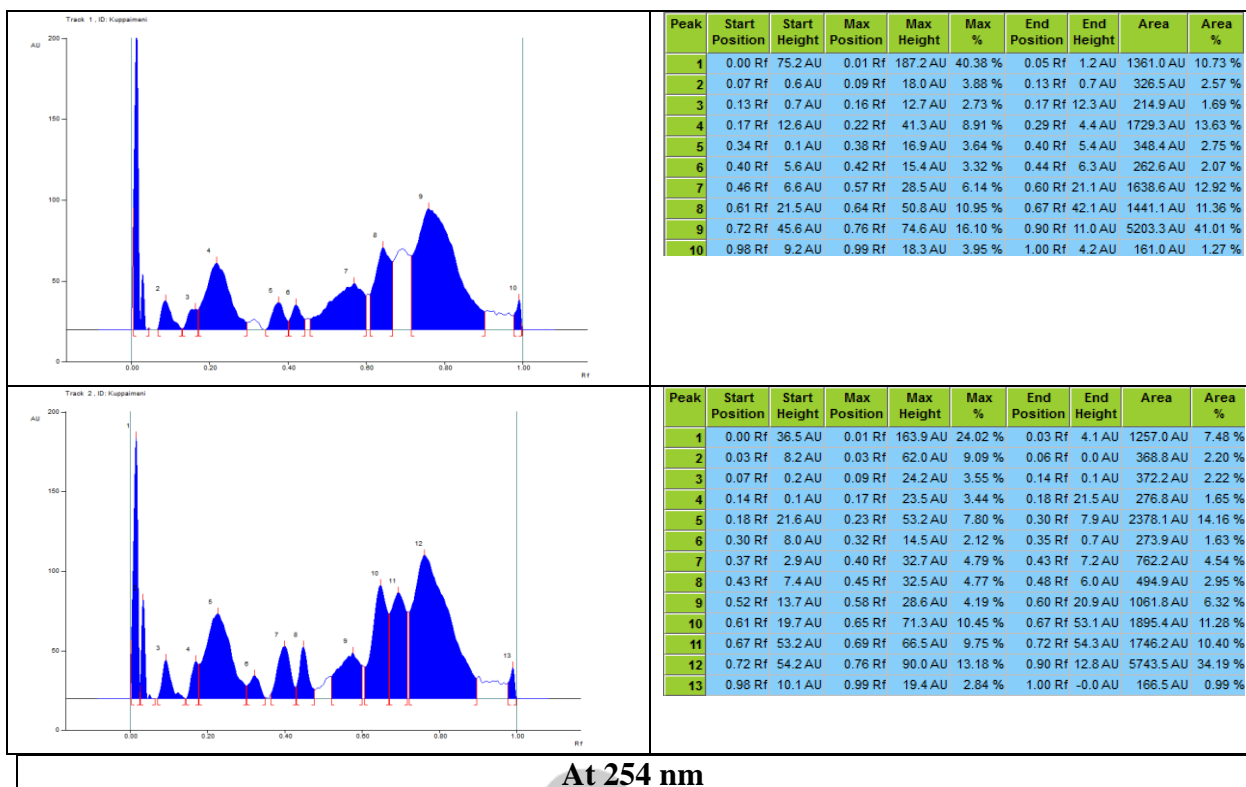 Track 1 , ID: Kuppaimeni
AU
200
150
100
50
0
2
3
4
5
6
7
8
9
10
0.00 0.20 0.40 0.60 0.80 1.00
Rf
Peak Start Position Start Height Max Position Max Height Max % End Position End Height Area Area %
1 0.00 Rf 75.2 AU 0.01 Rf 187.2 AU 40.38 % 0.05 Rf 1.2 AU 1361.0 AU 10.73 %
2 0.07 Rf 0.6 AU 0.09 Rf 18.0 AU 3.88 % 0.13 Rf 0.7 AU 326.5 AU 2.57 %
3 0.13 Rf 0.7 AU 0.16 Rf 12.7 AU 2.73 % 0.17 Rf 12.3 AU 214.9 AU 1.69 %
4 0.17 Rf 12.6 AU 0.22 Rf 41.3 AU 8.91 % 0.29 Rf 4.4 AU 1729.3 AU 13.63 %
5 0.34 Rf 0.1 AU 0.38 Rf 16.9 AU 3.64 % 0.40 Rf 5.4 AU 348.4 AU 2.75 %
6 0.40 Rf 5.6 AU 0.42 Rf 15.4 AU 3.32 % 0.44 Rf 6.3 AU 262.6 AU 2.07 %
7 0.46 Rf 6.6 AU 0.57 Rf 28.5 AU 6.14 % 0.60 Rf 21.1 AU 1638.6 AU 12.92 %
8 0.61 Rf 21.5 AU 0.64 Rf 50.8 AU 10.95 % 0.67 Rf 42.1 AU 1441.1 AU 11.36 %
9 0.72 Rf 45.6 AU 0.76 Rf 74.6 AU 16.10 % 0.90 Rf 11.0 AU 5203.3 AU 41.01 %
10 0.98 Rf 9.2 AU 0.99 Rf 18.3 AU 3.95 % 1.00 Rf 4.2 AU 161.0 AU 1.27 %
Track 2 , ID: Kuppaimeni
AU
200
150
100
50
0
1
3
4
5
6
7
8
9
10
11
12
13
0.00 0.20 0.40 0.60 0.80 1.00
Rf
Peak Start Position Start Height Max Position Max Height Max % End Position End Height Area Area %
1 0.00 Rf 36.5 AU 0.01 Rf 163.9 AU 24.02 % 0.03 Rf 4.1 AU 1257.0 AU 7.48 %
2 0.03 Rf 8.2 AU 0.03 Rf 62.0 AU 9.09 % 0.06 Rf 0.0 AU 368.8 AU 2.20 %
3 0.07 Rf 0.2 AU 0.09 Rf 24.2 AU 3.55 % 0.14 Rf 0.1 AU 372.2 AU 2.22 %
4 0.14 Rf 0.1 AU 0.17 Rf 23.5 AU 3.44 % 0.18 Rf 21.5 AU 276.8 AU 1.65 %
5 0.18 Rf 21.6 AU 0.23 Rf 53.2 AU 7.80 % 0.30 Rf 7.9 AU 2378.1 AU 14.16 %
6 0.30 Rf 8.0 AU 0.32 Rf 14.5 AU 2.12 % 0.35 Rf 0.7 AU 273.9 AU 1.63 %
7 0.37 Rf 2.9 AU 0.40 Rf 32.7 AU 4.79 % 0.43 Rf 7.2 AU 762.2 AU 4.54 %
8 0.43 Rf 7.4 AU 0.45 Rf 32.5 AU 4.77 % 0.48 Rf 6.0 AU 494.9 AU 2.95 %
9 0.52 Rf 13.7 AU 0.58 Rf 28.6 AU 4.19 % 0.60 Rf 20.9 AU 1061.8 AU 6.32 %
10 0.61 Rf 19.7 AU 0.65 Rf 71.3 AU 10.45 % 0.67 Rf 53.1 AU 1895.4 AU 11.28 %
11 0.67 Rf 53.2 AU 0.69 Rf 66.5 AU 9.75 % 0.72 Rf 54.3 AU 1746.2 AU 10.40 %
12 0.72 Rf 54.2 AU 0.76 Rf 90.0 AU 13.18 % 0.90 Rf 12.8 AU 5743.5 AU 34.19 %
13 0.98 Rf 10.1 AU 0.99 Rf 19.4 AU 2.84 % 1.00 Rf -0.0 AU 166.5 AU 0.99 %
At 254 nm